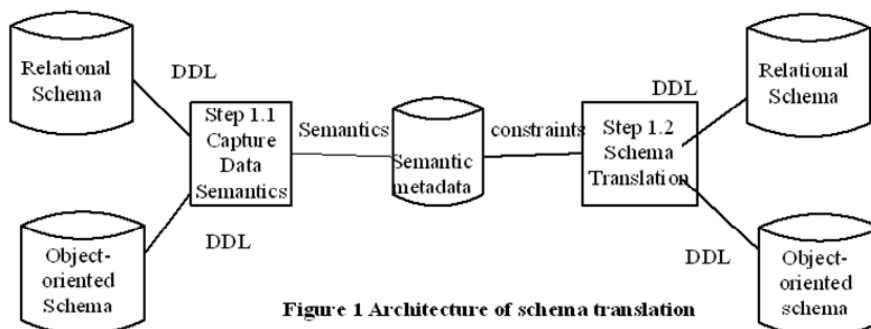 Relational
Schema
DDL
Step 1.1
Capture
Data
Semantics
Semantics
Semantic
metadata
constraints
Step 1.2
Schema
Translation
DDL
Relational
Schema
Object-
oriented
Schema
DDL
DDL
Object-
oriented
schema
Figure 1 Architecture of schema translation